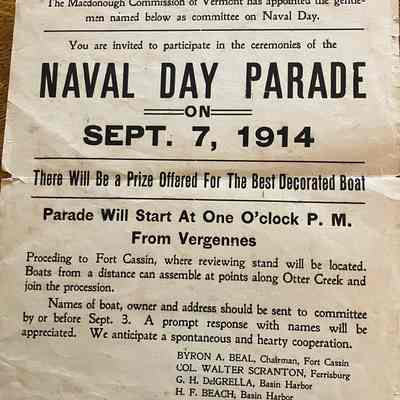 The Macdonough Commission of Vermont has appointed the gentle-
men named below as committee on Naval Day.
You are invited to participate in the ceremonies of the
NAVAL DAY PARADE
ON
SEPT. 7, 1914
There Will Be a Prize Offered For The Best Decorated Boat
Parade Will Start At One O'clock P. M.
From Vergennes
Proceding to Fort Cassin, where reviewing stand will be located.
Boats from a distance can assemble at points along Otter Creek and
join the procession.
Names of boat, owner and address should be sent to committee
by or before Sept. 3. A prompt response with names will be
appreciated. We anticipate a spontaneous and hearty cooperation.
BYRON A. BEAL, Chairman, Fort Cassin
COL. WALTER SCRANTON, Ferrisburg
G. H. DelGRELLA, Basin Harbor
H. F. BEACH, Basin Harbor